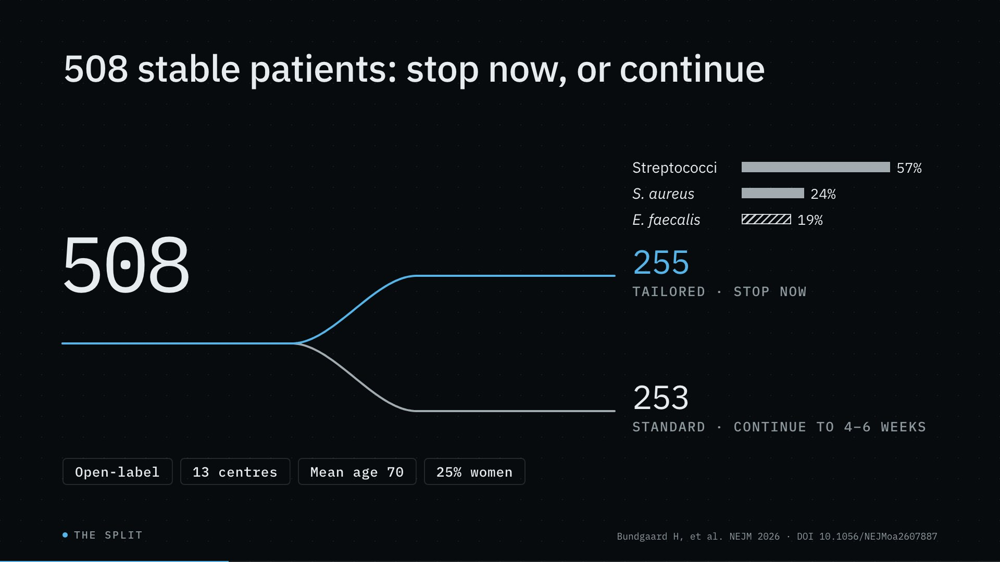 508 stable patients: stop now, or continue
Streptococci 57%
S. aureus 24%
E. faecalis 19%
508
255
TAILORED · STOP NOW
253
STANDARD · CONTINUE TO 4–6 WEEKS
Open-label 13 centres Mean age 70 25% women
THE SPLIT
Bundgaard H, et al. NEJM 2026 · DOI 10.1056/NEJMoa2607887